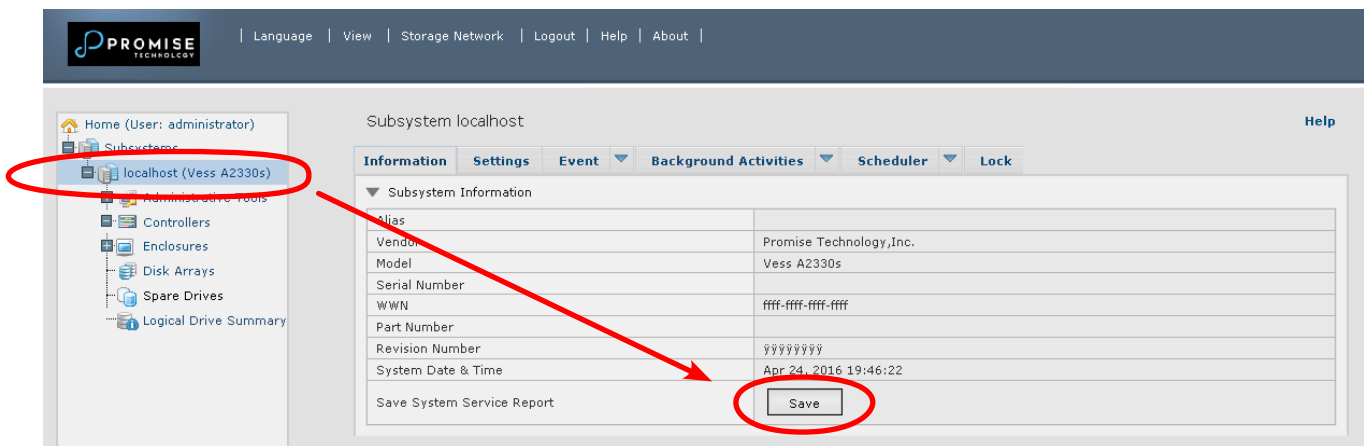 PROMISE
TECHNOLOGY
| Language | View | Storage Network | Logout | Help | About |
Home (User: administrator)
Subsystems
localhost (Vess A2330s)
Administrative Tools
Controllers
Enclosures
Disk Arrays
Spare Drives
Logical Drive Summary
Subsystem localhost
Help
Information Settings Event Background Activities Scheduler Lock
Subsystem Information
Alias
Vendor Promise Technology,Inc.
Model Vess A2330s
Serial Number
WWN ffff-ffff-ffff-ffff
Part Number
Revision Number ÿÿÿÿÿÿÿÿ
System Date & Time Apr 24, 2016 19:46:22
Save System Service Report Save